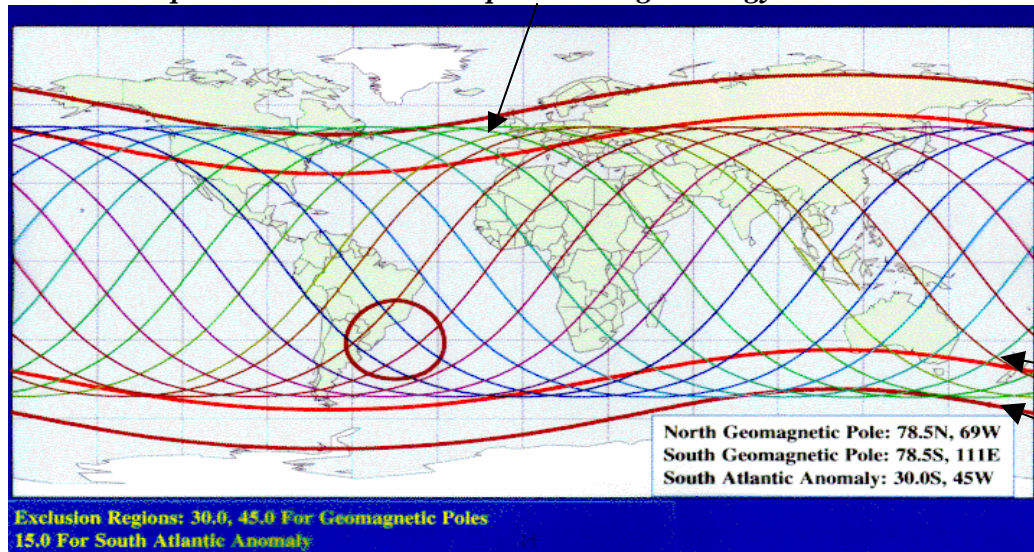 North Geomagnetic Pole: 78.5N, 69W
South Geomagnetic Pole: 78.5S, 111E
South Atlantic Anomaly: 30.0S, 45W
Exclusion Regions: 30.0, 45.0 For Geomagnetic Poles
15.0 For South Atlantic Anomaly